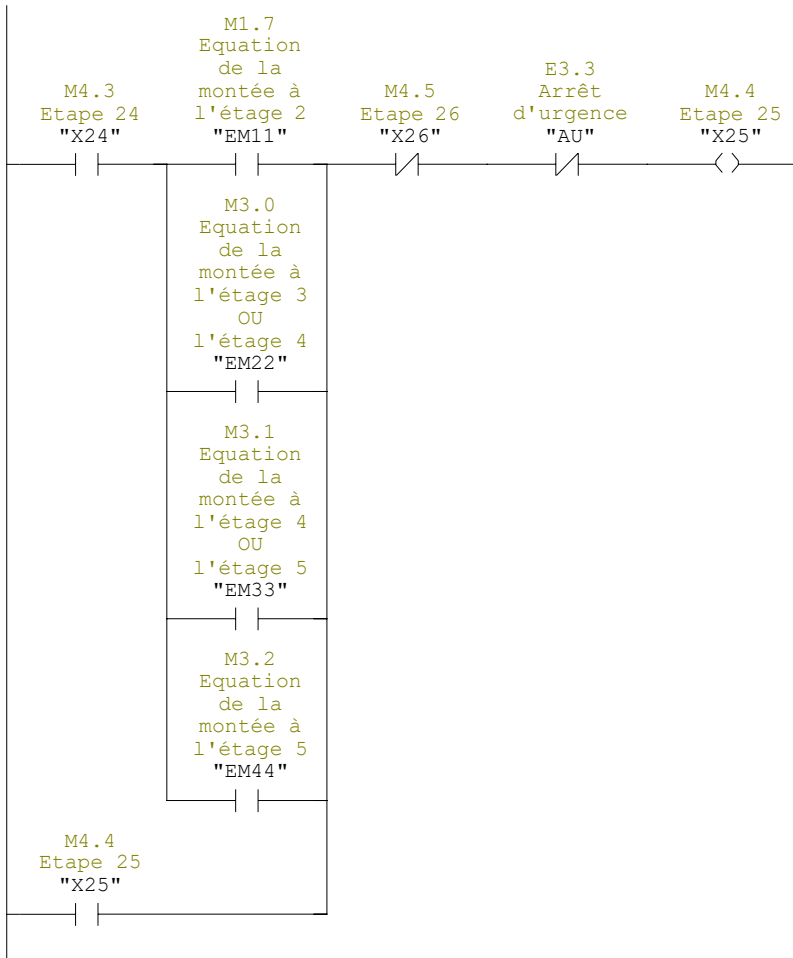 M4.3
Etape 24
"X24"
M1.7
Equation
de la
montée à
l'étage 2
"EM11"
M4.5
Etape 26
"X26"
E3.3
Arrêt
d'urgence
"AU"
M4.4
Etape 25
"X25"
M3.0
Equation
de la
montée à
l'étage 3
OU
l'étage 4
"EM22"
M3.1
Equation
de la
montée à
l'étage 4
OU
l'étage 5
"EM33"
M3.2
Equation
de la
montée à
l'étage 5
"EM44"
M4.4
Etape 25
"X25"